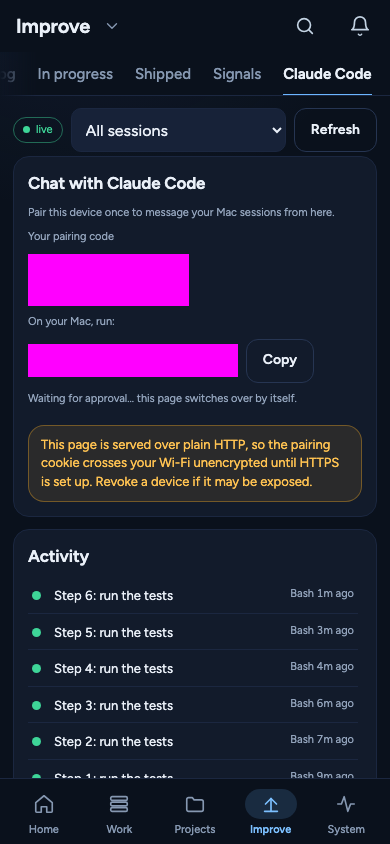 Improve
og
In progress
Shipped
Signals
Claude Code
live
All sessions
Refresh
Chat with Claude Code
Pair this device once to message your Mac sessions from here.
Your pairing code
On your Mac, run:
Copy
Waiting for approval... this page switches over by itself.
This page is served over plain HTTP, so the pairing
cookie crosses your Wi-Fi unencrypted until HTTPS
is set up. Revoke a device if it may be exposed.
Activity
Step 6: run the tests
Bash 1m ago
Step 5: run the tests
Bash 3m ago
Step 4: run the tests
Bash 4m ago
Step 3: run the tests
Bash 6m ago
Step 2: run the tests
Bash 7m ago
Step 1: run the tests
Bash 9m ago
Home
Work
Projects
Improve
System